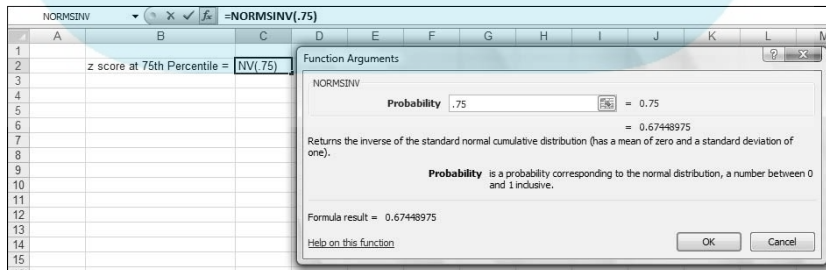 NORMSINV =NORMSINV(.75)
A B C D E F G H I J K L M
1
2 z score at 75th Percentile = NV(.75)
3
4
5
6
7
8
9
10
11
12
13
14
15
Function Arguments
NORMSINV
Probability .75 = 0.75
= 0.67448975
Returns the inverse of the standard normal cumulative distribution (has a mean of zero and a standard deviation of
one).
Probability is a probability corresponding to the normal distribution, a number between 0
and 1 inclusive.
Formula result = 0.67448975
Help on this function OK Cancel